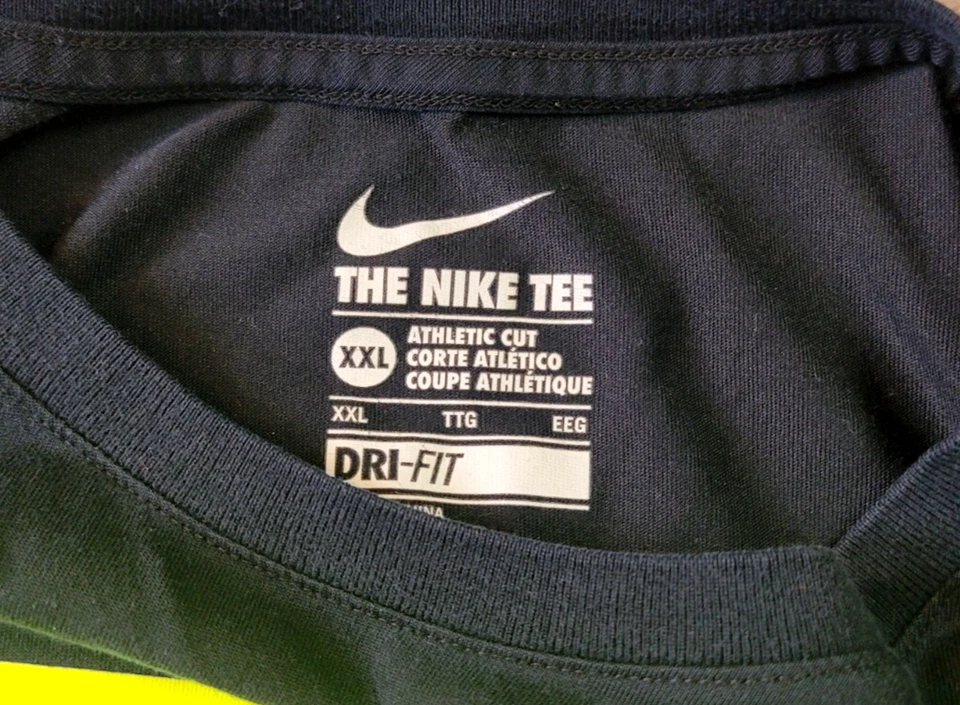 THE NIKE TEE
XXL
ATHLETIC CUT
CORTE ATLÉTICO
COUPE ATHLÉTIQUE
XXL TTG EEG
DRI-FIT